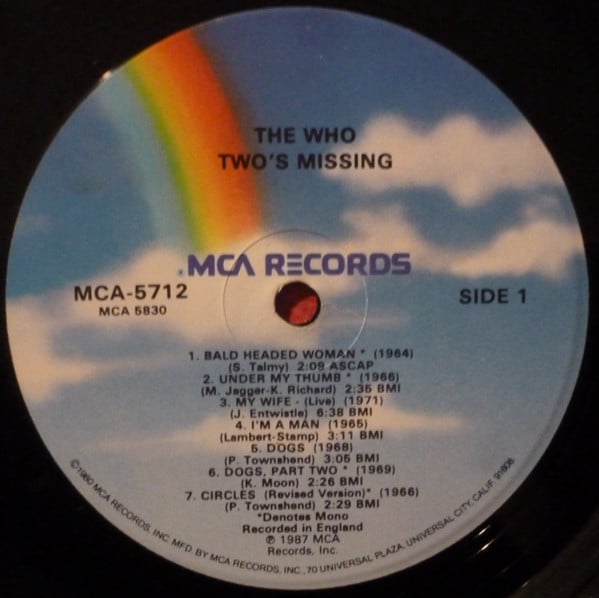 THE WHO
TWO'S MISSING
MCA RECORDS
MCA-5712
SIDE 1
MCA 5830
1. BALD HEADED WOMAN * (1964)
(S. Talmy) 2:09 ASCAP
2. UNDER MY THUMB * (1966)
(M. Jagger-K. Richard) 2:35 BMI
3. MY WIFE - (Live) (1971)
(J. Entwistle) 6:38 BMI
4. I'M A MAN (1965)
(Lambert-Stamp) 3:11 BMI
5. DOGS (1968)
(P. Townshend) 3:05 BMI
6. DOGS, PART TWO * (1969)
(K. Moon) 2:26 BMI
7. CIRCLES (Revised Version)* (1966)
(P. Townshend) 2:29 BMI
*Denotes Mono
Recorded in England
℗ 1987 MCA
Records, Inc.
©1980 MCA RECORDS, INC. MFD. BY MCA RECORDS, INC., 70 UNIVERSAL PLAZA, UNIVERSAL CITY, CALIF. 91608